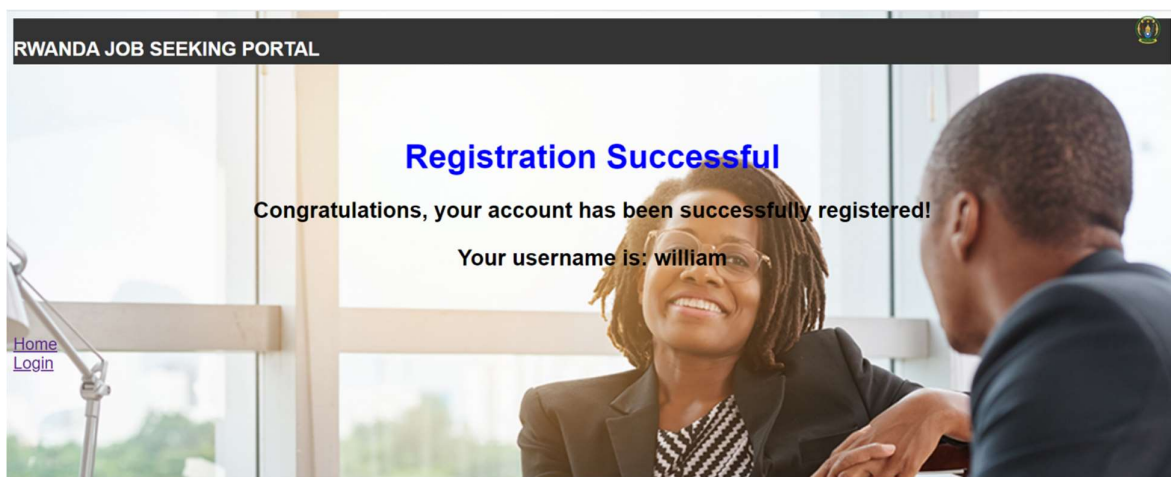 RWANDA JOB SEEKING PORTAL
Registration Successful
Congratulations, your account has been successfully registered!
Your username is: william
Home
Login